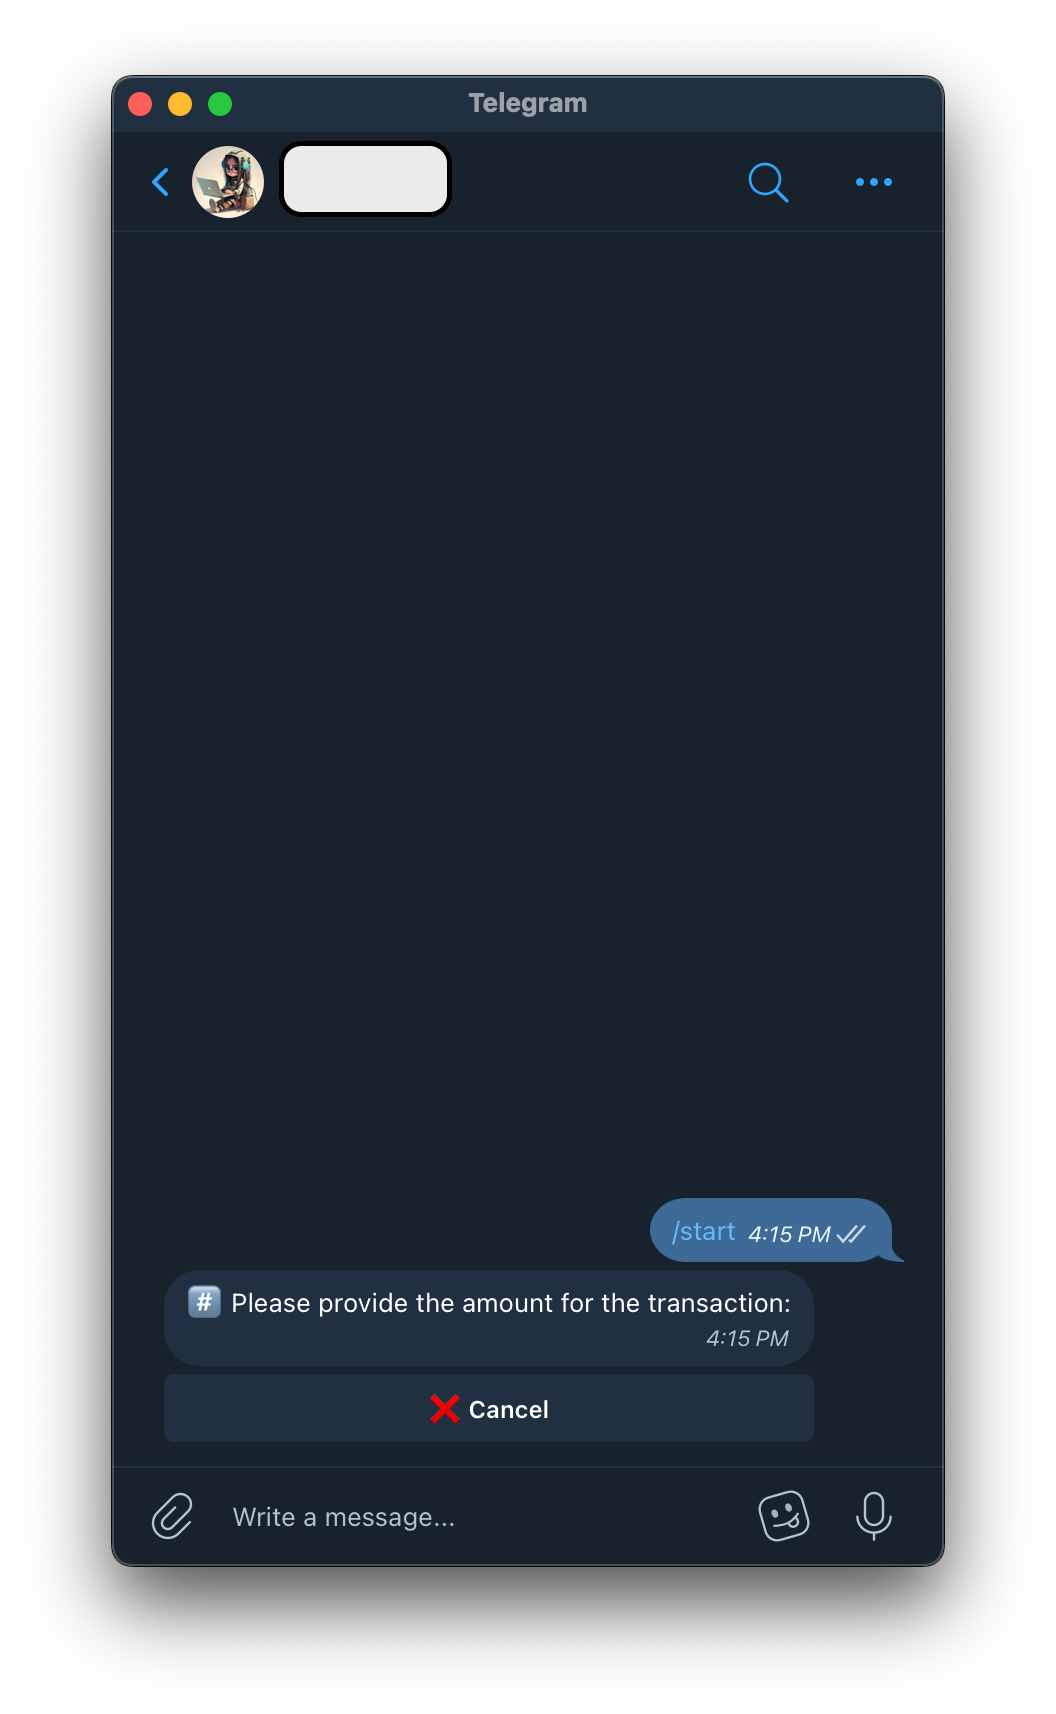 Telegram
/start 4:15 PM
#️⃣ Please provide the amount for the transaction:
4:15 PM
❌ Cancel
Write a message...